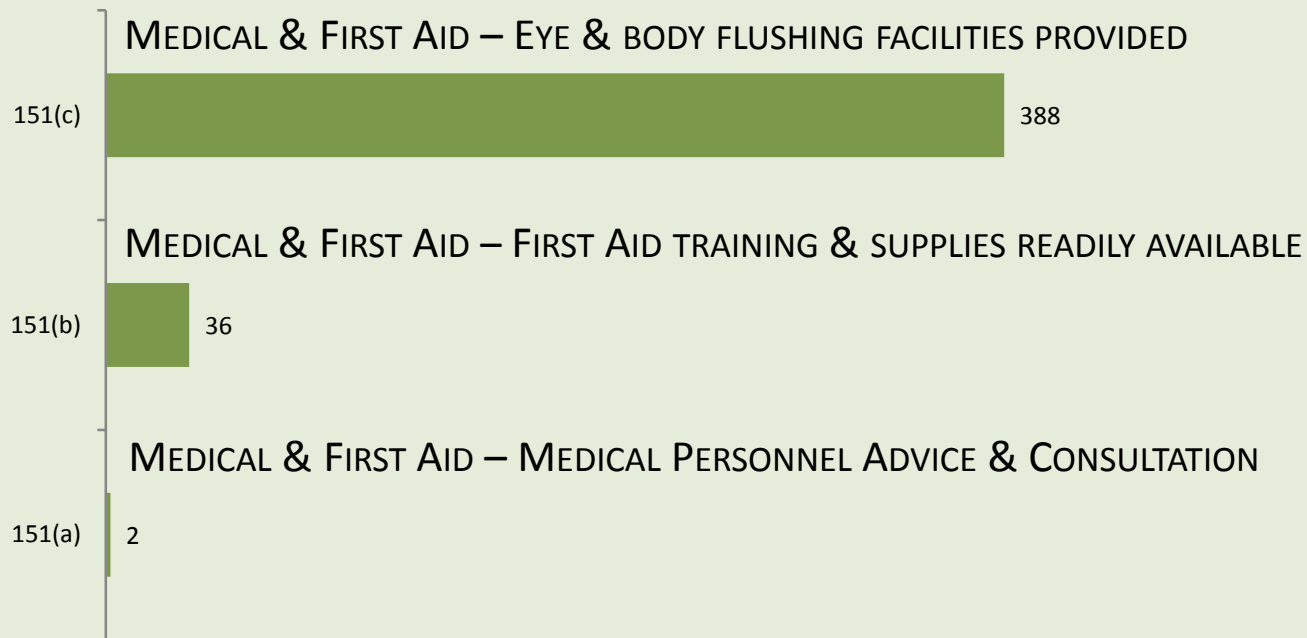 MEDICAL & FIRST AID – EYE & BODY FLUSHING FACILITIES PROVIDED
151(c) 388
MEDICAL & FIRST AID – FIRST AID TRAINING & SUPPLIES READILY AVAILABLE
151(b) 36
MEDICAL & FIRST AID – MEDICAL PERSONNEL ADVICE & CONSULTATION
151(a) 2